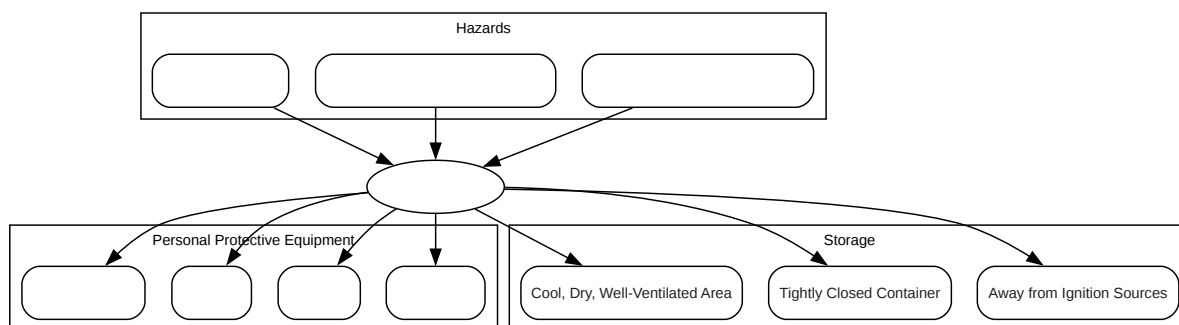 Hazards
Personal Protective Equipment
Storage
Cool, Dry, Well-Ventilated Area
Tightly Closed Container
Away from Ignition Sources